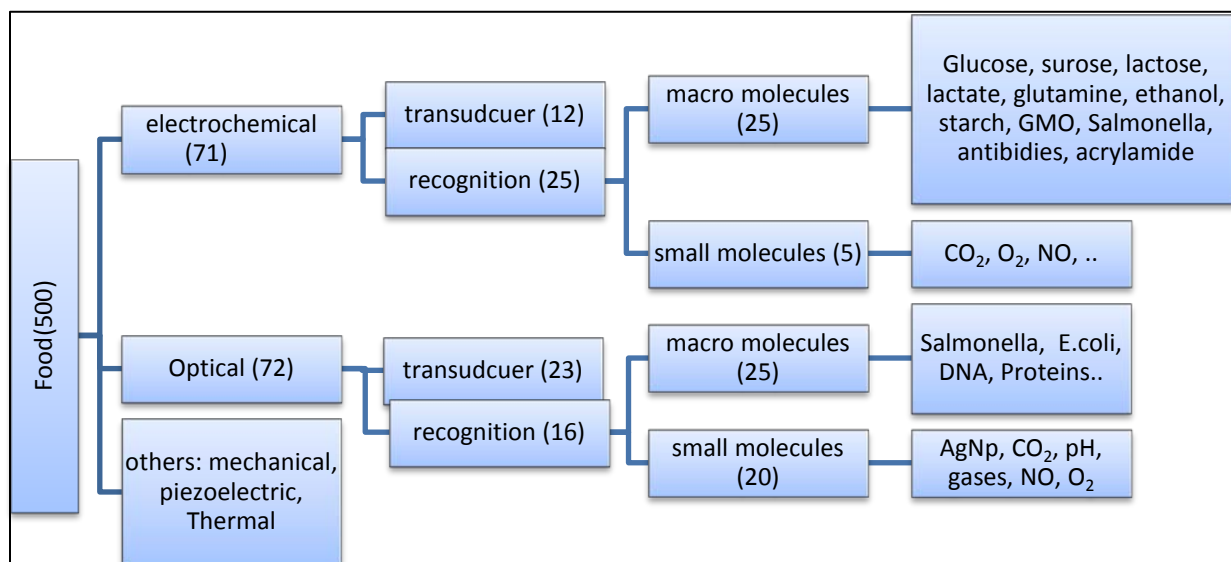 Food(500)
electrochemical
(71)
transudcuer (12)
recognition (25)
macro molecules
(25)
Glucose, surose, lactose,
lactate, glutamine, ethanol,
starch, GMO, Salmonella,
antibidies, acrylamide
small molecules (5)
CO₂, O₂, NO, ..
Optical (72)
transudcuer (23)
recognition (16)
macro molecules
(25)
Salmonella,  E.coli,
DNA, Proteins..
small molecules
(20)
AgNp, CO₂, pH,
gases, NO, O₂
others: mechanical,
piezoelectric,
Thermal